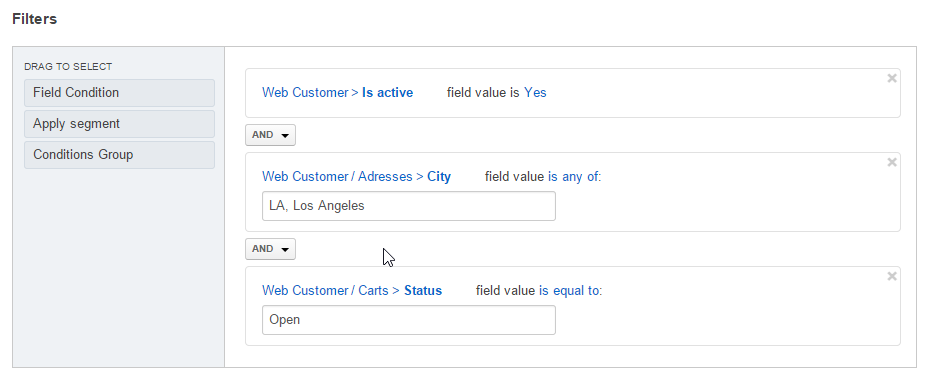 Filters
DRAG TO SELECT
Field Condition
Apply segment
Conditions Group
Web Customer > Is active field value is Yes
AND
Web Customer / Adresses > City field value is any of:
LA, Los Angeles
AND
Web Customer / Carts > Status field value is equal to:
Open